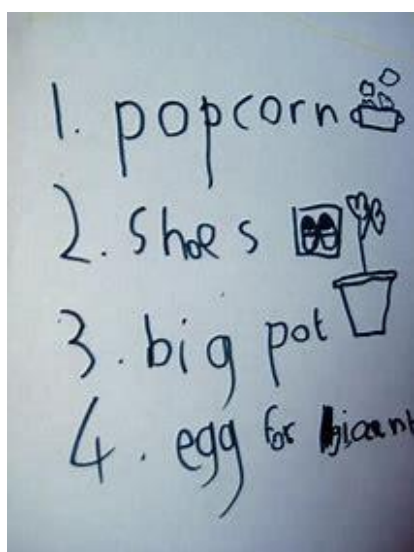 1. popcorn
2. shoes
3. big pot
4. egg for